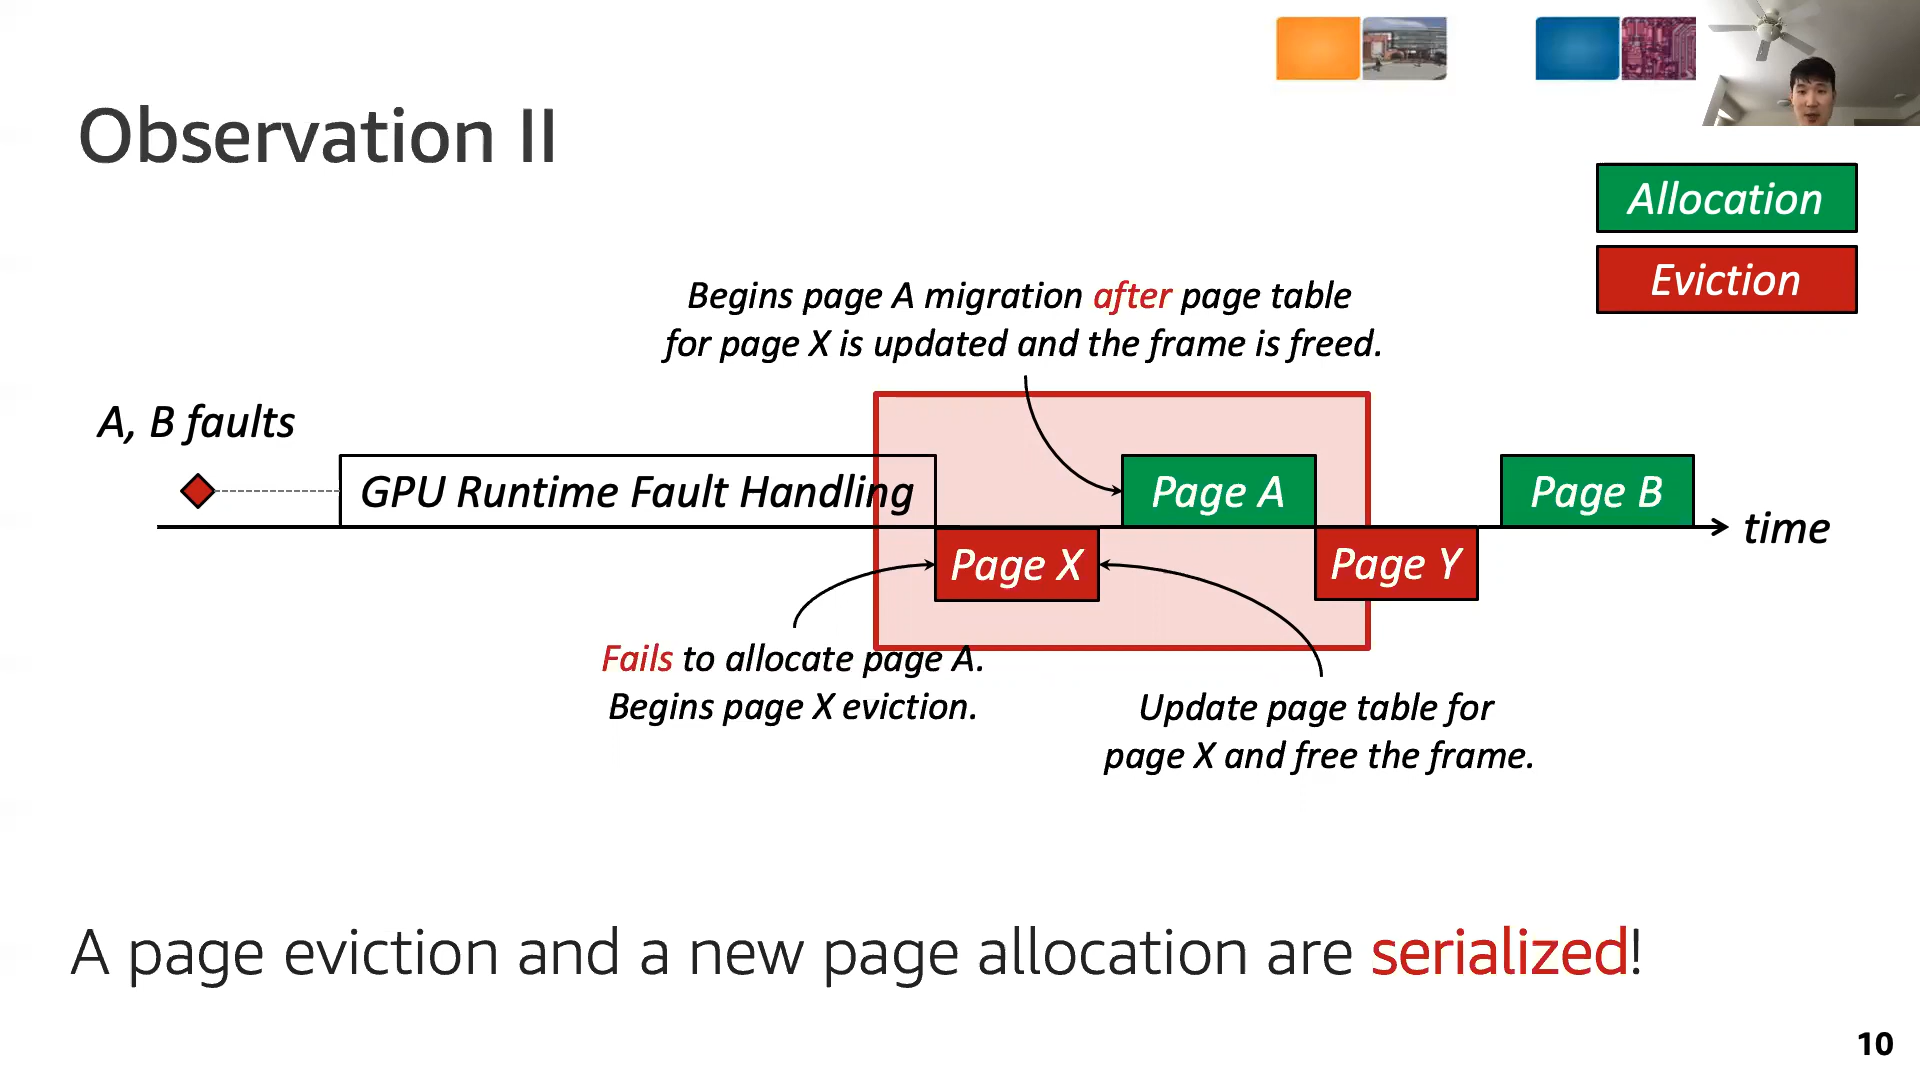 Observation II
Allocation
Eviction
Begins page A migration after page table
for page X is updated and the frame is freed.
A, B faults
GPU Runtime Fault Handling
Page A
Page B
time
Page X
Page Y
Fails to allocate page A.
Begins page X eviction.
Update page table for
page X and free the frame.
A page eviction and a new page allocation are serialized!
10